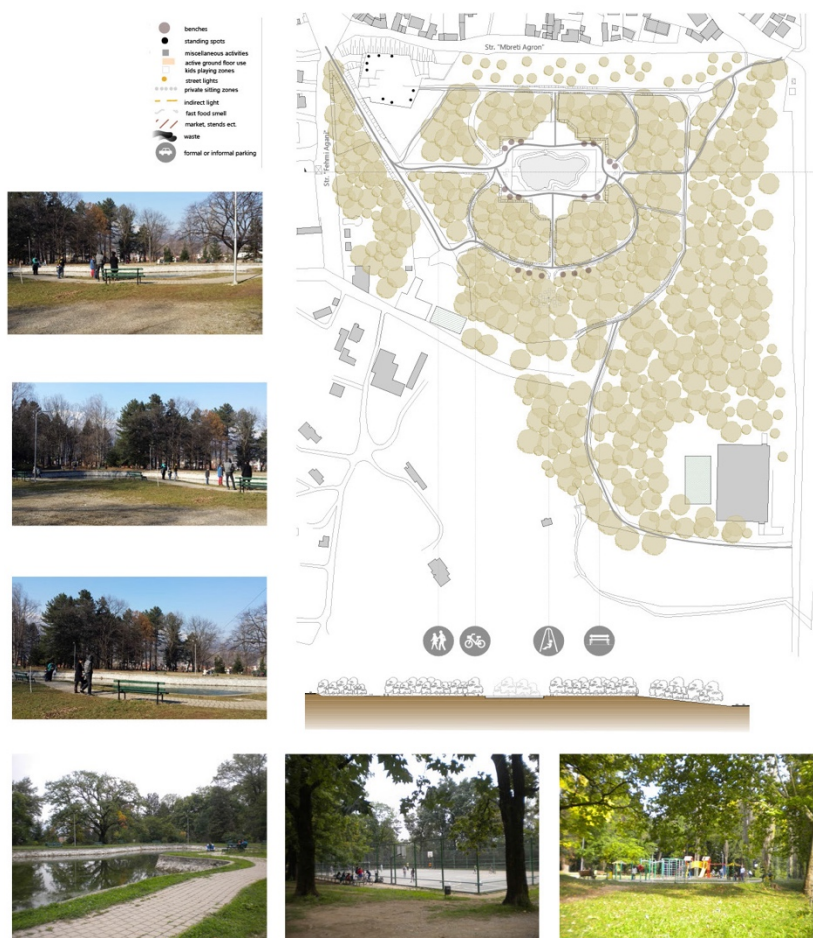 benches
standing spots
miscellaneous activities
active ground floor use
kids playing zones
street lights
private siting zones
indirect light
fast food smell
market, stends ect.
waste
formal or informal parking
Str. "Mbreti Agron"
Str. "Fehmi Agani"